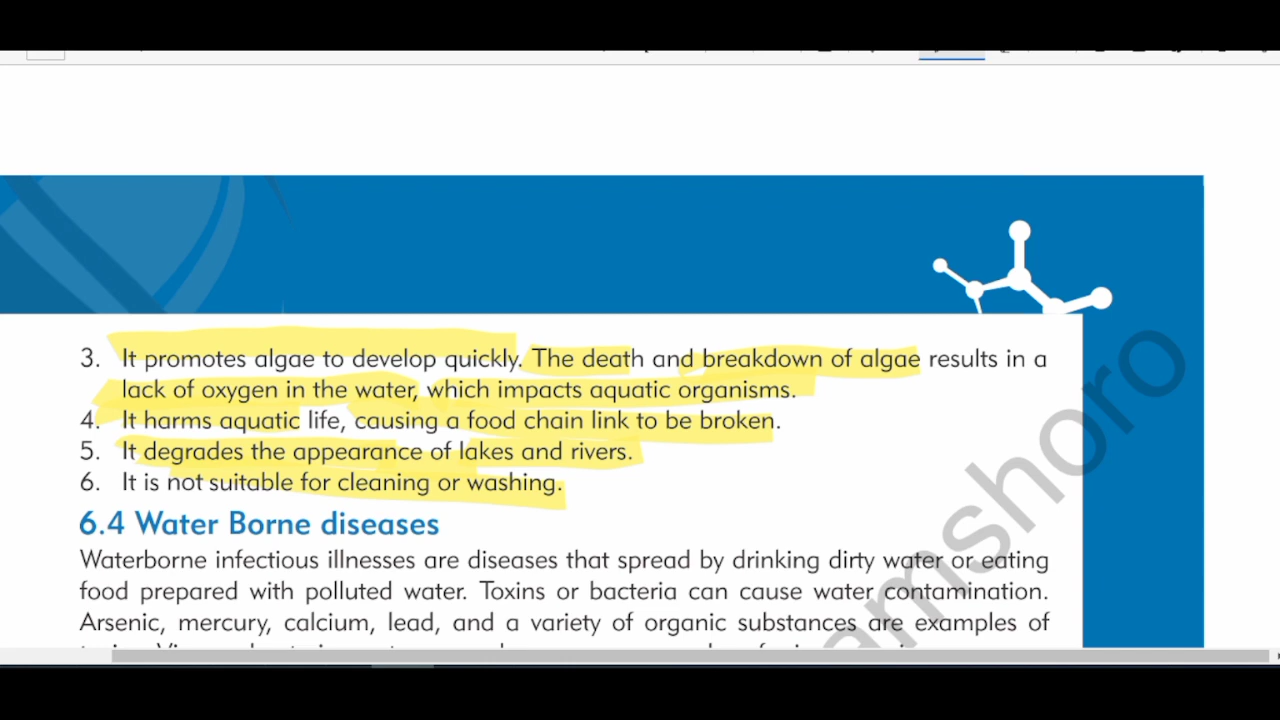 3. It promotes algae to develop quickly. The death and breakdown of algae results in a
lack of oxygen in the water, which impacts aquatic organisms.
4. It harms aquatic life, causing a food chain link to be broken.
5. It degrades the appearance of lakes and rivers.
6. It is not suitable for cleaning or washing.
6.4 Water Borne diseases
Waterborne infectious illnesses are diseases that spread by drinking dirty water or eating
food prepared with polluted water. Toxins or bacteria can cause water contamination.
Arsenic, mercury, calcium, lead, and a variety of organic substances are examples of
amshoro